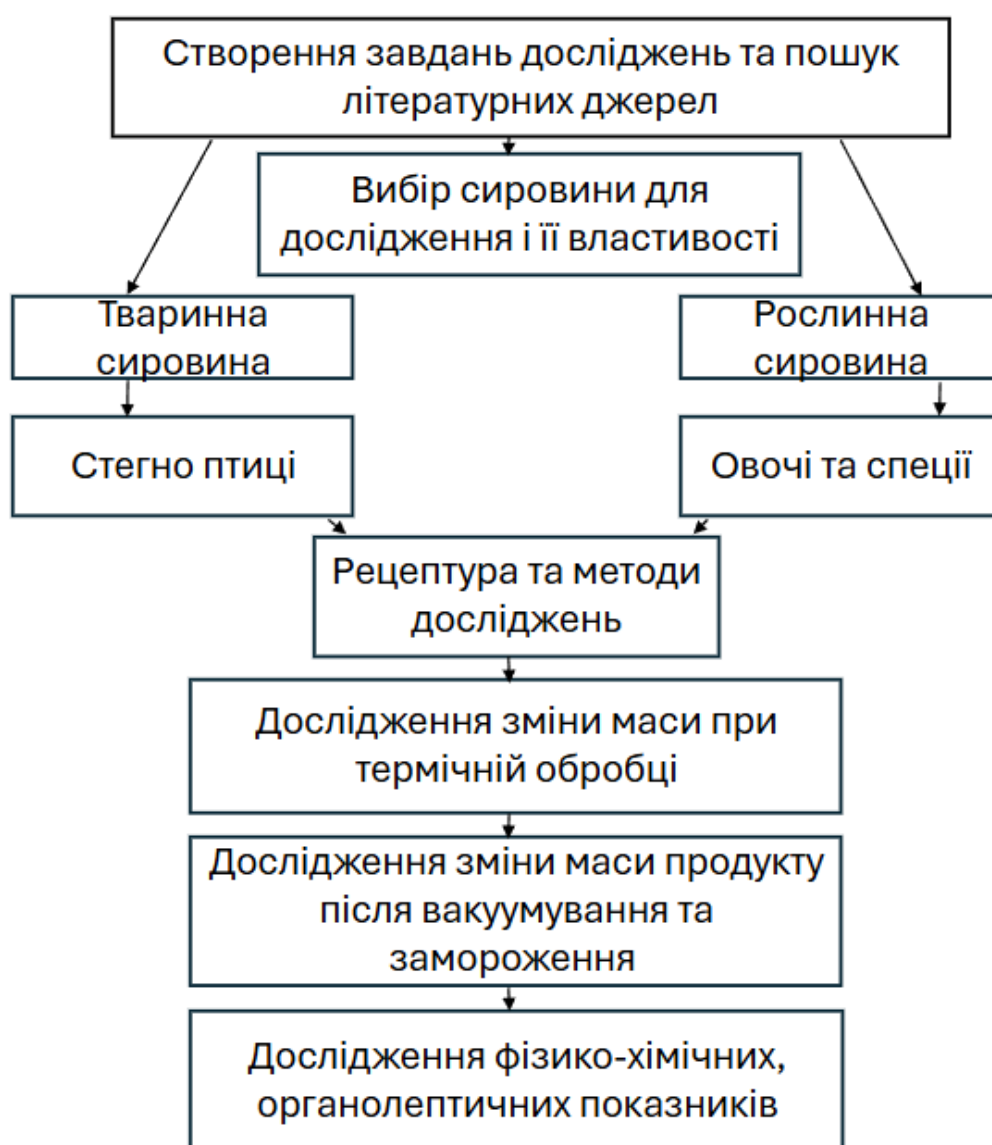 Створення завдань досліджень та пошук
літературних джерел
Вибір сировини для
дослідження і її властивості
Тваринна
сировина
Рослинна
сировина
Стегно птиці
Овочі та спеції
Рецептура та методи
досліджень
Дослідження зміни маси при
термічній обробці
Дослідження зміни маси продукту
після вакуумування та
замороження
Дослідження фізико-хімічних,
органолептичних показників